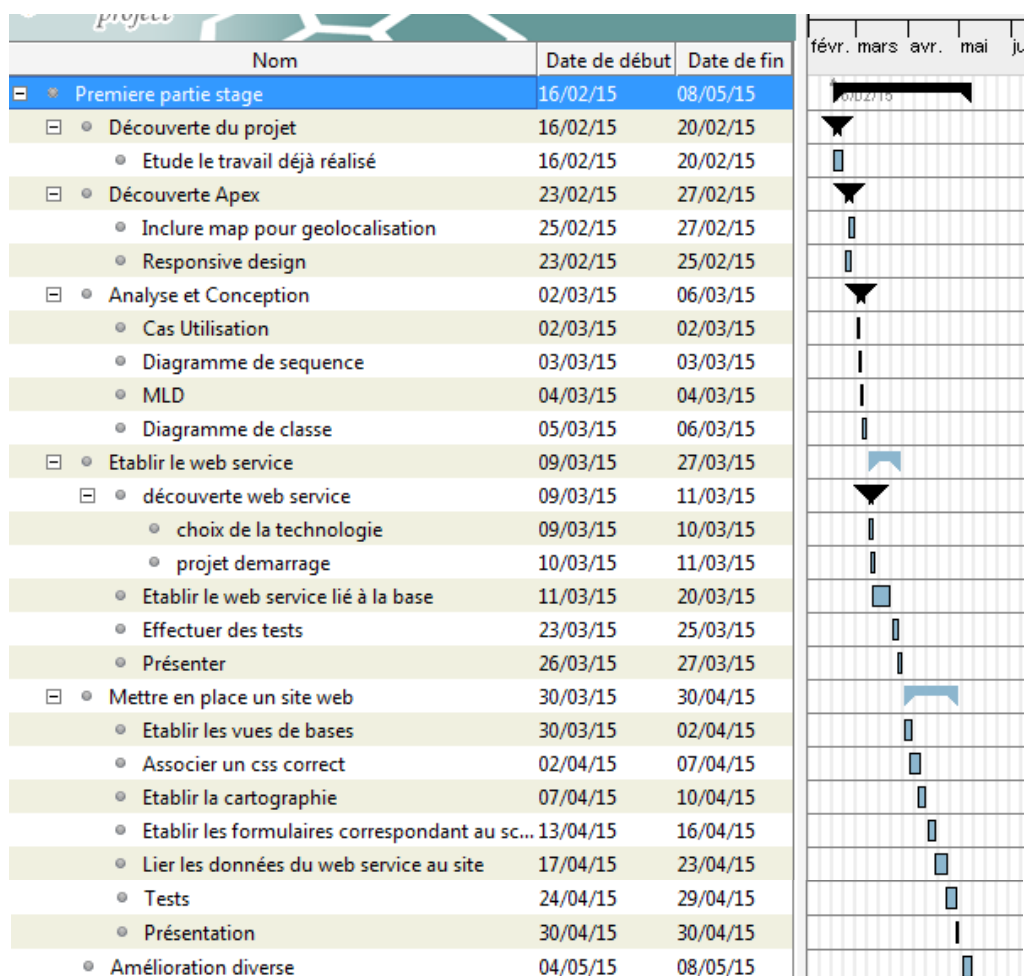 project
févr. mars avr. mai
Nom Date de début Date de fin
Premiere partie stage 16/02/15 08/05/15
Découverte du projet 16/02/15 20/02/15
Etude le travail déjà réalisé 16/02/15 20/02/15
Découverte Apex 23/02/15 27/02/15
Inclure map pour geolocalisation 25/02/15 27/02/15
Responsive design 23/02/15 25/02/15
Analyse et Conception 02/03/15 06/03/15
Cas Utilisation 02/03/15 02/03/15
Diagramme de sequence 03/03/15 03/03/15
MLD 04/03/15 04/03/15
Diagramme de classe 05/03/15 06/03/15
Etablir le web service 09/03/15 27/03/15
découverte web service 09/03/15 11/03/15
choix de la technologie 09/03/15 10/03/15
projet demarrage 10/03/15 11/03/15
Etablir le web service lié à la base 11/03/15 20/03/15
Effectuer des tests 23/03/15 25/03/15
Présenter 26/03/15 27/03/15
Mettre en place un site web 30/03/15 30/04/15
Etablir les vues de bases 30/03/15 02/04/15
Associer un css correct 02/04/15 07/04/15
Etablir la cartographie 07/04/15 10/04/15
Etablir les formulaires correspondant au sc... 13/04/15 16/04/15
Lier les données du web service au site 17/04/15 23/04/15
Tests 24/04/15 29/04/15
Présentation 30/04/15 30/04/15
Amélioration diverse 04/05/15 08/05/15